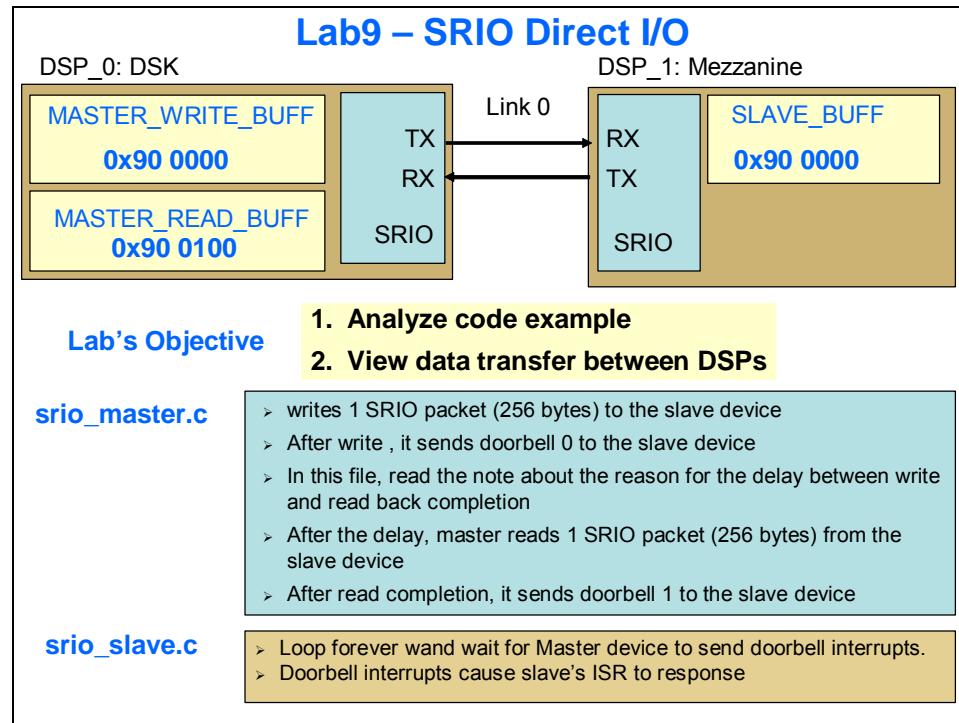 Lab9 – SRIO Direct I/O
DSP_0: DSK
DSP_1: Mezzanine
MASTER_WRITE_BUFF
0x90 0000
MASTER_READ_BUFF
0x90 0100
TX
RX
SRIO
Link 0
RX
TX
SRIO
SLAVE_BUFF
0x90 0000
Lab's Objective
1. Analyze code example
2. View data transfer between DSPs
srio_master.c
➢ writes 1 SRIO packet (256 bytes) to the slave device
➢ After write , it sends doorbell 0 to the slave device
➢ In this file, read the note about the reason for the delay between write
and read back completion
➢ After the delay, master reads 1 SRIO packet (256 bytes) from the
slave device
➢ After read completion, it sends doorbell 1 to the slave device
srio_slave.c
➢ Loop forever wand wait for Master device to send doorbell interrupts.
➢ Doorbell interrupts cause slave's ISR to response